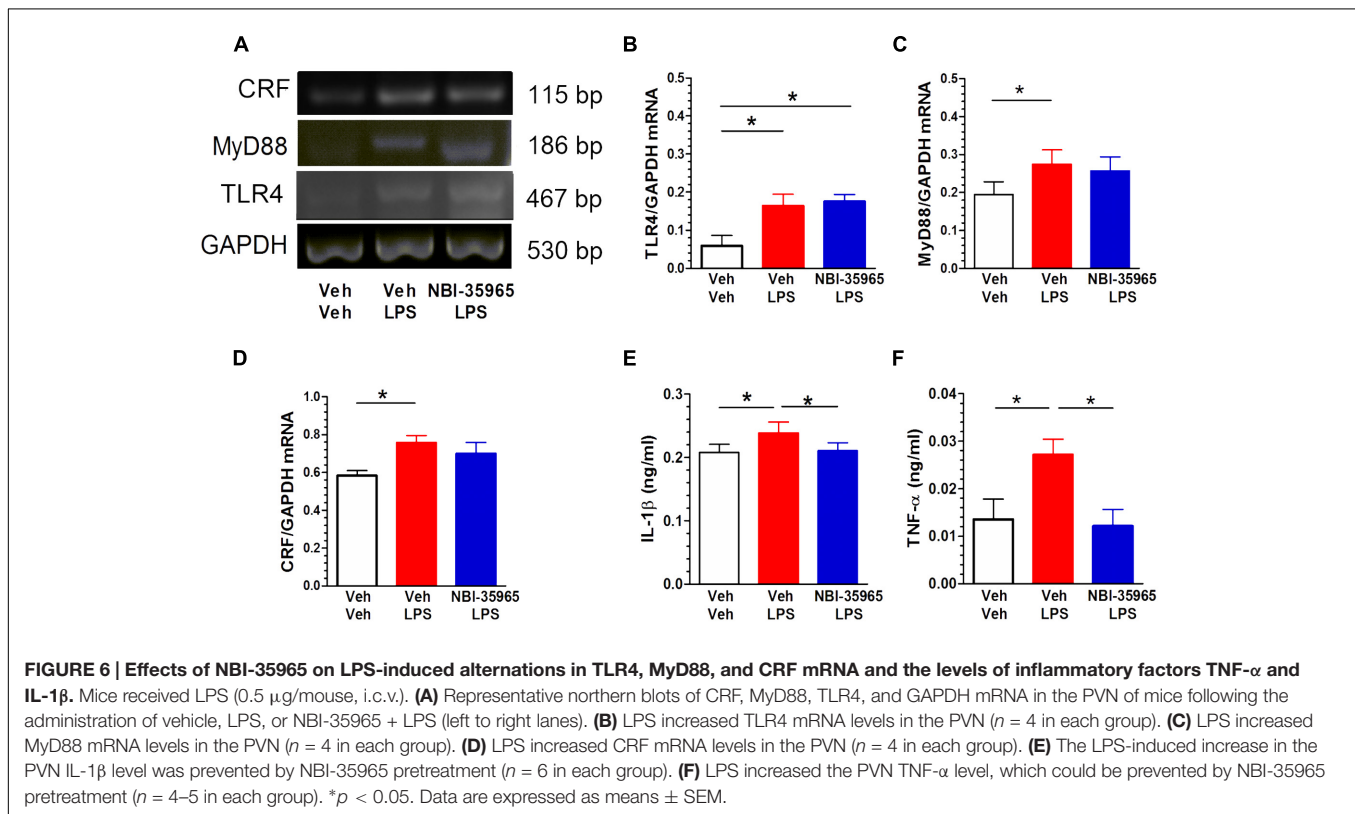 A
CRF 115 bp
MyD88 186 bp
TLR4 467 bp
GAPDH 530 bp
Veh Veh NBI-35965
Veh LPS LPS
B
TLR4/GAPDH mRNA
0.5
0.4
0.3
0.2
0.1
0.0
*
*
Veh Veh NBI-35965
Veh LPS LPS
C
MyD88/GAPDH mRNA
0.5
0.4
0.3
0.2
0.1
0.0
*
Veh Veh NBI-35965
Veh LPS LPS
D
CRF/GAPDH mRNA
1.0
0.8
0.6
0.4
0.2
0.0
*
Veh Veh NBI-35965
Veh LPS LPS
E
IL-1β (ng/ml)
0.3
0.2
0.2
*
*
Veh Veh NBI-35965
Veh LPS LPS
F
TNF-α (ng/ml)
0.04
0.03
0.02
0.01
0.00
*
*
Veh Veh NBI-35965
Veh LPS LPS
FIGURE 6 | Effects of NBI-35965 on LPS-induced alternations in TLR4, MyD88, and CRF mRNA and the levels of inflammatory factors TNF-α and
IL-1β. Mice received LPS (0.5 μg/mouse, i.c.v.). (A) Representative northern blots of CRF, MyD88, TLR4, and GAPDH mRNA in the PVN of mice following the
administration of vehicle, LPS, or NBI-35965 + LPS (left to right lanes). (B) LPS increased TLR4 mRNA levels in the PVN (n = 4 in each group). (C) LPS increased
MyD88 mRNA levels in the PVN (n = 4 in each group). (D) LPS increased CRF mRNA levels in the PVN (n = 4 in each group). (E) The LPS-induced increase in the
PVN IL-1β level was prevented by NBI-35965 pretreatment (n = 6 in each group). (F) LPS increased the PVN TNF-α level, which could be prevented by NBI-35965
pretreatment (n = 4–5 in each group). *p < 0.05. Data are expressed as means ± SEM.